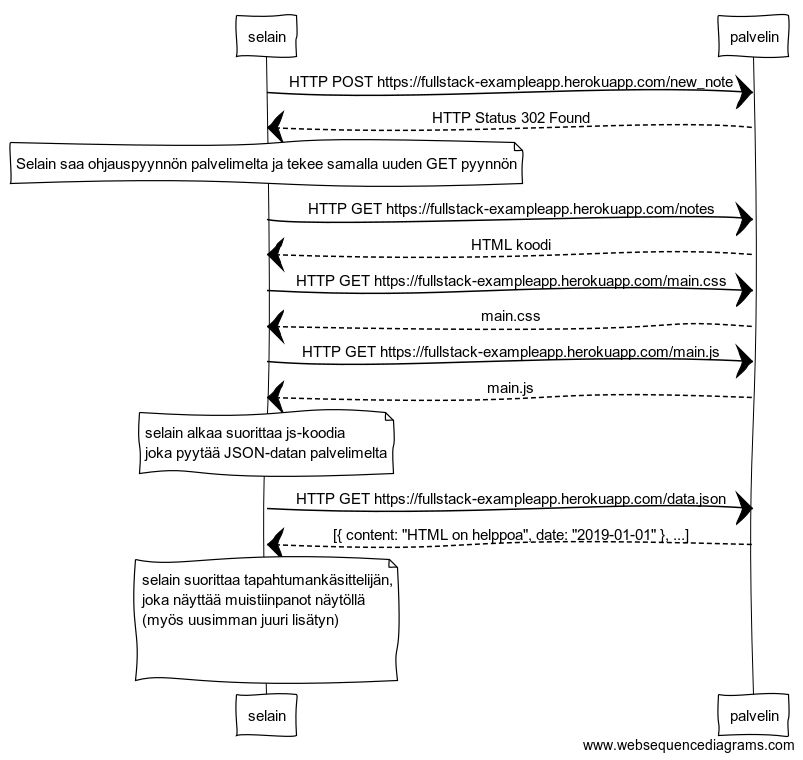 selain
palvelin
HTTP POST https://fullstack-exampleapp.herokuapp.com/new_note
HTTP Status 302 Found
Selain saa ohjauspyynnön palvelimelta ja tekee samalla uuden GET pyynnön
HTTP GET https://fullstack-exampleapp.herokuapp.com/notes
HTML koodi
HTTP GET https://fullstack-exampleapp.herokuapp.com/main.css
main.css
HTTP GET https://fullstack-exampleapp.herokuapp.com/main.js
main.js
selain alkaa suorittaa js-koodia
joka pyytää JSON-datan palvelimelta
HTTP GET https://fullstack-exampleapp.herokuapp.com/data.json
[{ content: "HTML on helppoa", date: "2019-01-01" }, ...]
selain suorittaa tapahtumankäsittelijän,
joka näyttää muistiinpanot näytöllä
(myös uusimman juuri lisätyn)
selain
palvelin
www.websequencediagrams.com